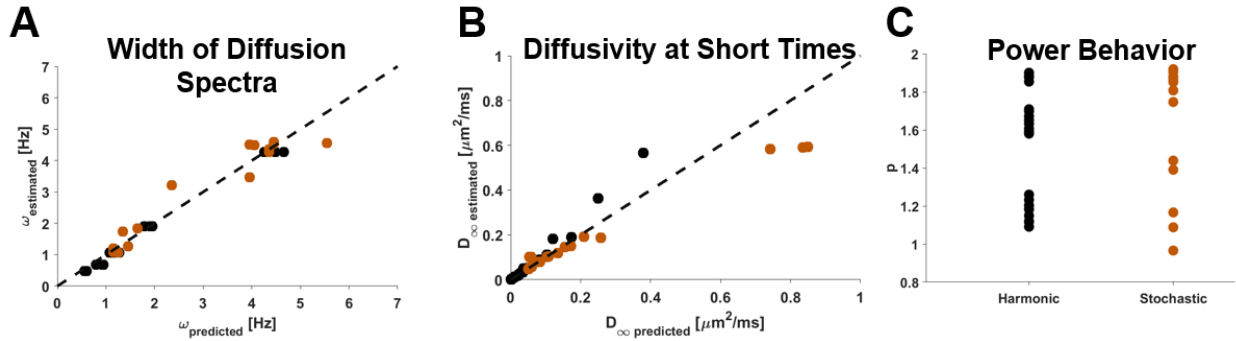 A
Width of Diffusion
Spectra
7
6
5
4
3
2
1
0
0 1 2 3 4 5 6 7
ω estimated [Hz]
ω predicted [Hz]
B
Diffusivity at Short Times
1
0.8
0.6
0.4
0.2
0
0 0.2 0.4 0.6 0.8 1
D∞ estimated [μm²/ms]
D∞ predicted [μm²/ms]
C
Power Behavior
2
1.8
1.6
1.4
1.2
1
0.8
p
Harmonic Stochastic